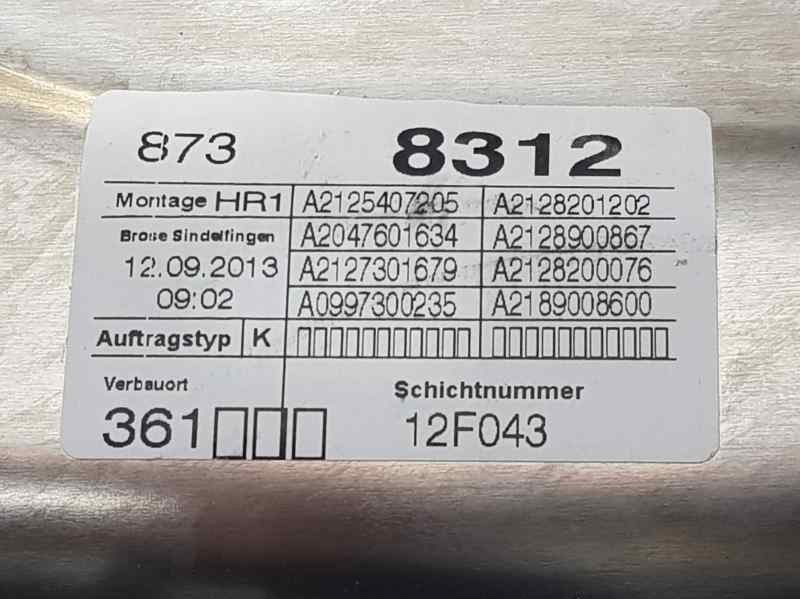 873 8312
Montage HR1 A2125407205 A2128201202
Brose Sindelfingen A2047601634 A2128900867
12.09.2013 A2127301679 A2128200076
09:02 A0997300235 A2189008600
Auftragstyp K
Verbauort Schichtnummer
361 12F043